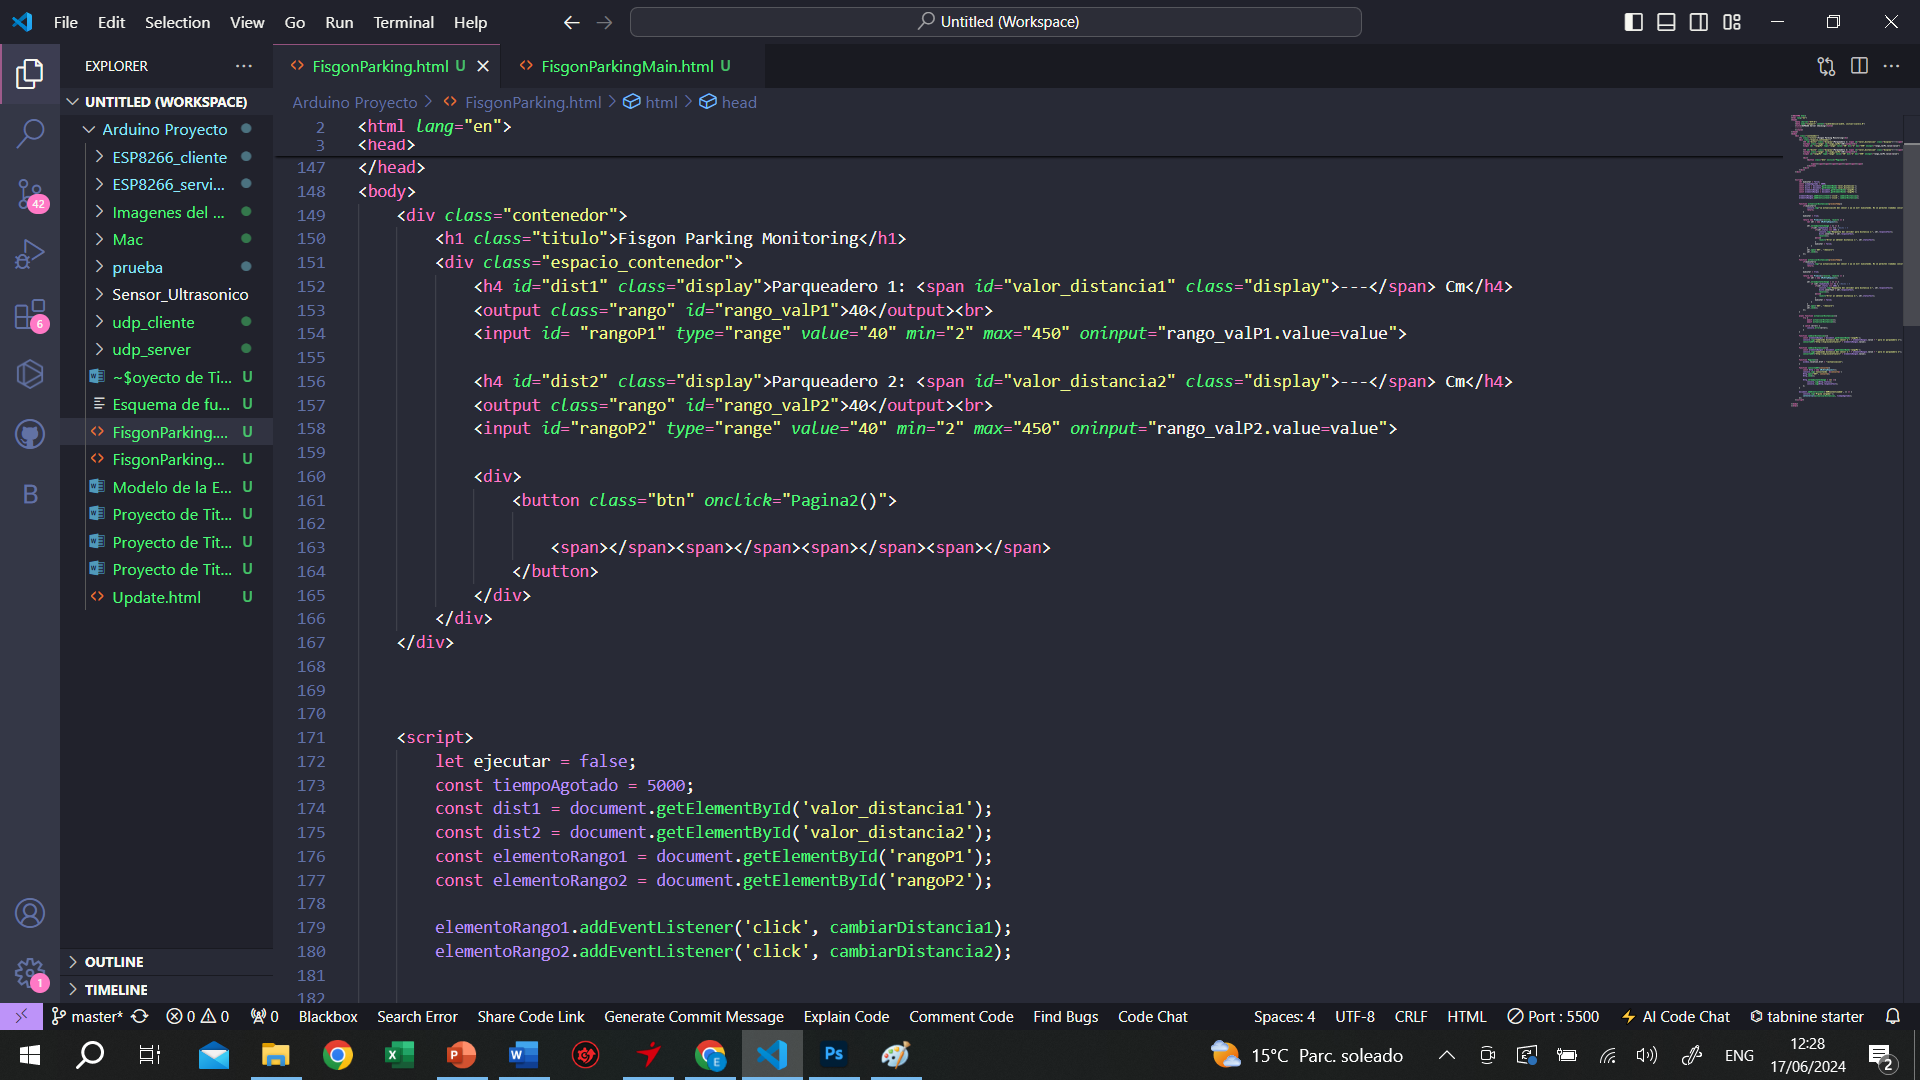 File Edit Selection View Go Run Terminal Help
Untitled (Workspace)
EXPLORER
UNTITLED (WORKSPACE)
Arduino Proyecto
ESP8266_cliente
ESP8266_servi...
Imagenes del ...
Mac
prueba
Sensor_Ultrasonico
udp_cliente
udp_server
~$oyecto de Ti... U
Esquema de fu... U
FisgonParking.... U
FisgonParking... U
Modelo de la E... U
Proyecto de Tit... U
Proyecto de Tit... U
Proyecto de Tit... U
Update.html U
OUTLINE
TIMELINE
42
6
B
1
FisgonParking.html U
FisgonParkingMain.html U
Arduino Proyecto > FisgonParking.html > html > head
2 <html lang="en">
3 <head>
147 </head>
148 <body>
149 <div class="contenedor">
150 <h1 class="titulo">Fisgon Parking Monitoring</h1>
151 <div class="espacio_contenedor">
152 <h4 id="dist1" class="display">Parqueadero 1: <span id="valor_distancia1" class="display">---</span> Cm</h4>
153 <output class="rango" id="rango_valP1">40</output><br>
154 <input id= "rangoP1" type="range" value="40" min="2" max="450" oninput="rango_valP1.value=value">
155
156 <h4 id="dist2" class="display">Parqueadero 2: <span id="valor_distancia2" class="display">---</span> Cm</h4>
157 <output class="rango" id="rango_valP2">40</output><br>
158 <input id="rangoP2" type="range" value="40" min="2" max="450" oninput="rango_valP2.value=value">
159
160 <div>
161 <button class="btn" onclick="Pagina2()">
162
163 <span></span><span></span><span></span><span></span>
164 </button>
165 </div>
166 </div>
167 </div>
168
169
170
171 <script>
172 let ejecutar = false;
173 const tiempoAgotado = 5000;
174 const dist1 = document.getElementById('valor_distancia1');
175 const dist2 = document.getElementById('valor_distancia2');
176 const elementoRango1 = document.getElementById('rangoP1');
177 const elementoRango2 = document.getElementById('rangoP2');
178
179 elementoRango1.addEventListener('click', cambiarDistancia1);
180 elementoRango2.addEventListener('click', cambiarDistancia2);
181
182
master* 0 0 0 Blackbox Search Error Share Code Link Generate Commit Message Explain Code Comment Code Find Bugs Code Chat Spaces: 4 UTF-8 CRLF HTML Port : 5500 AI Code Chat tabnine starter
15°C Parc. soleado ENG
12:28
17/06/2024
2